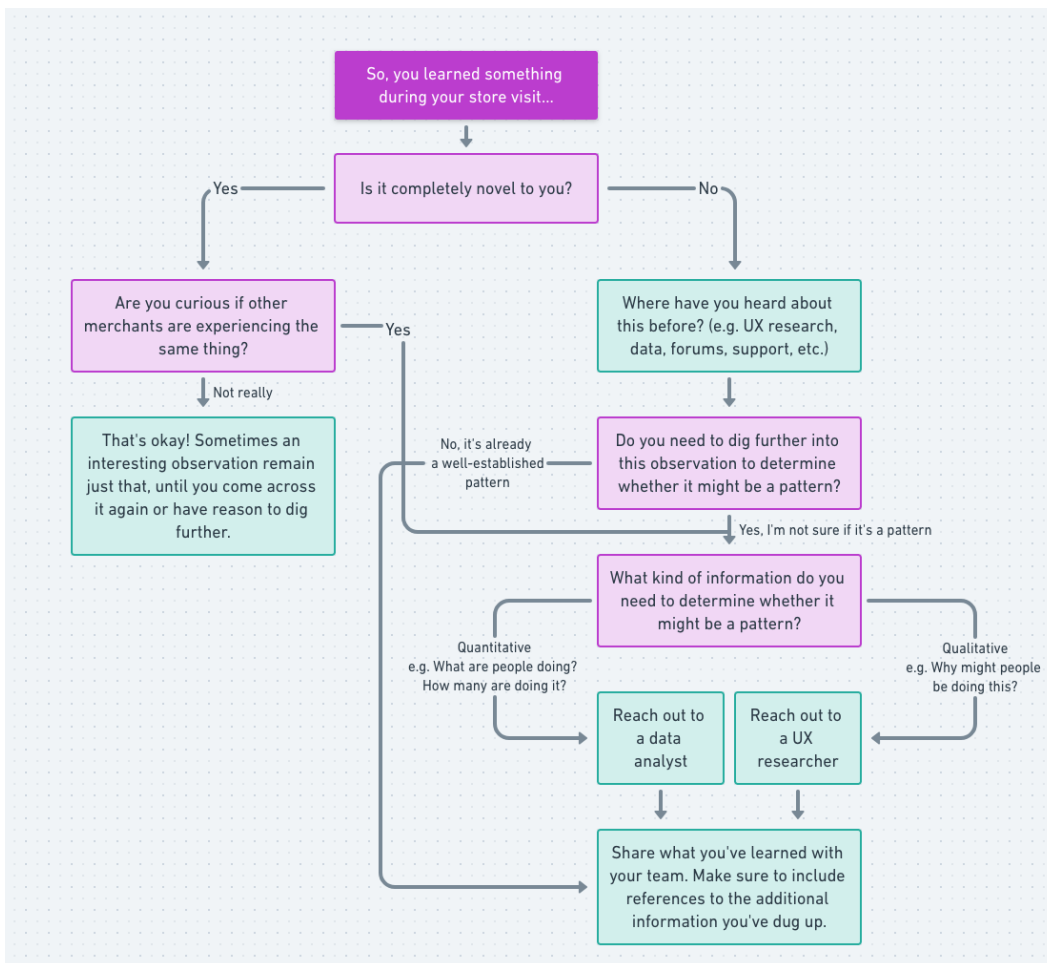 So, you learned something
during your store visit...
Is it completely novel to you?
Yes
No
Are you curious if other
merchants are experiencing the
same thing?
Yes
Where have you heard about
this before? (e.g. UX research,
data, forums, support, etc.)
Not really
That's okay! Sometimes an
interesting observation remain
just that, until you come across
it again or have reason to dig
further.
No, it's already
a well-established
pattern
Do you need to dig further into
this observation to determine
whether it might be a pattern?
Yes, I'm not sure if it's a pattern
What kind of information do you
need to determine whether it
might be a pattern?
Quantitative
e.g. What are people doing?
How many are doing it?
Qualitative
e.g. Why might people
be doing this?
Reach out to
a data
analyst
Reach out to
a UX
researcher
Share what you've learned with
your team. Make sure to include
references to the additional
information you've dug up.